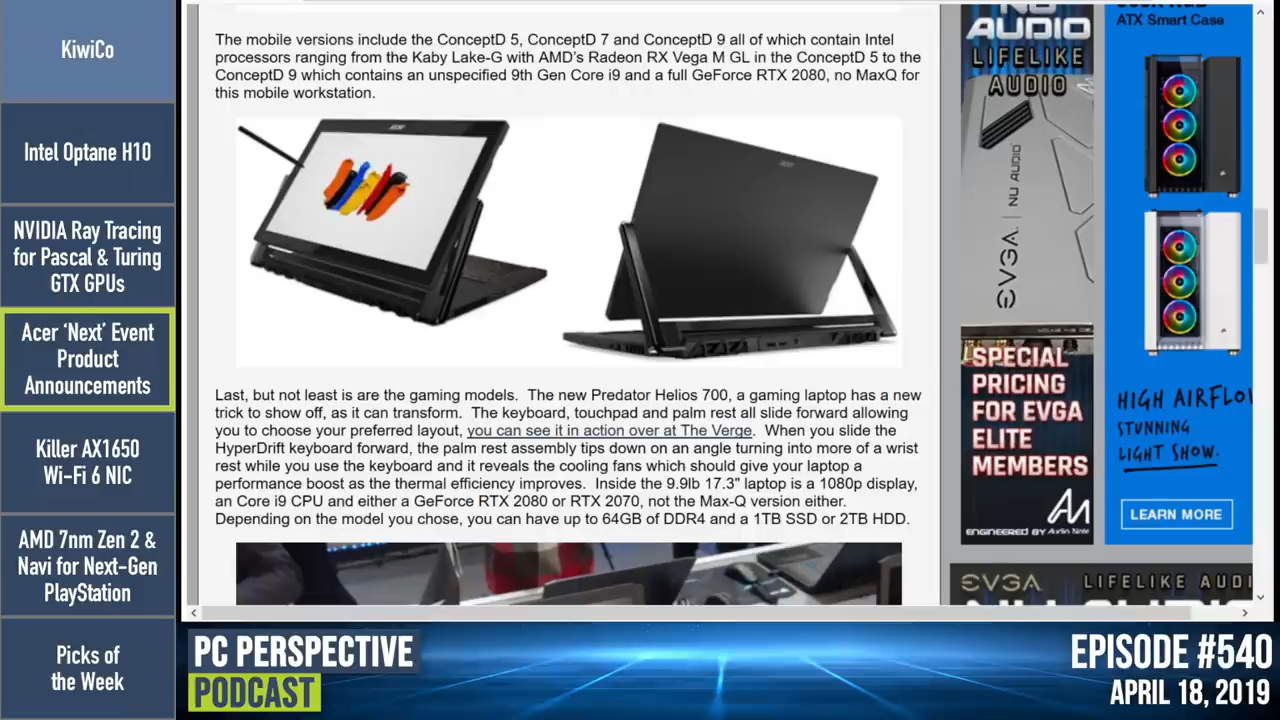 KiwiCo
Intel Optane H10
NVIDIA Ray Tracing
for Pascal & Turing
GTX GPUs
Acer ‘Next’ Event
Product
Announcements
Killer AX1650
Wi-Fi 6 NIC
AMD 7nm Zen 2 &
Navi for Next-Gen
PlayStation
Picks of
the Week
The mobile versions include the ConceptD 5, ConceptD 7 and ConceptD 9 all of which contain Intel
processors ranging from the Kaby Lake-G with AMD's Radeon RX Vega M GL in the ConceptD 5 to the
ConceptD 9 which contains an unspecified 9th Gen Core i9 and a full GeForce RTX 2080, no MaxQ for
this mobile workstation.
acer
acer
Last, but not least is are the gaming models.  The new Predator Helios 700, a gaming laptop has a new
trick to show off, as it can transform.  The keyboard, touchpad and palm rest all slide forward allowing
you to choose your preferred layout, you can see it in action over at The Verge.  When you slide the
HyperDrift keyboard forward, the palm rest assembly tips down on an angle turning into more of a wrist
rest while you use the keyboard and it reveals the cooling fans which should give your laptop a
performance boost as the thermal efficiency improves.  Inside the 9.9lb 17.3" laptop is a 1080p display,
an Core i9 CPU and either a GeForce RTX 2080 or RTX 2070, not the Max-Q version either.
Depending on the model you chose, you can have up to 64GB of DDR4 and a 1TB SSD or 2TB HDD.
NU
AUDIO
LIFELIKE
AUDIO
EVGA | NU AUDIO
SPECIAL
PRICING
FOR EVGA
ELITE
MEMBERS
ENGINEERED BY Audio Note
ATX Smart Case
HIGH AIRFLOW
STUNNING
LIGHT SHOW.
LEARN MORE
EVGA LIFELIKE AUDI
PC PERSPECTIVE
PODCAST
EPISODE #540
APRIL 18, 2019